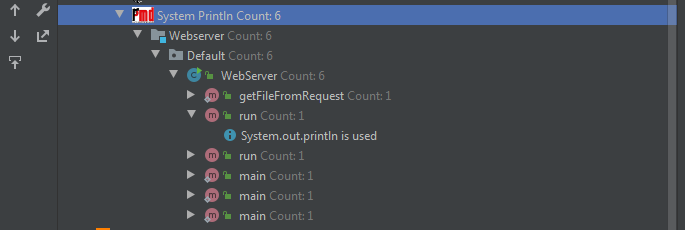 PMD System Println Count: 6
Webserver Count: 6
Default Count: 6
C WebServer Count: 6
m getFileFromRequest Count: 1
m run Count: 1
i System.out.println is used
m run Count: 1
m main Count: 1
m main Count: 1
m main Count: 1